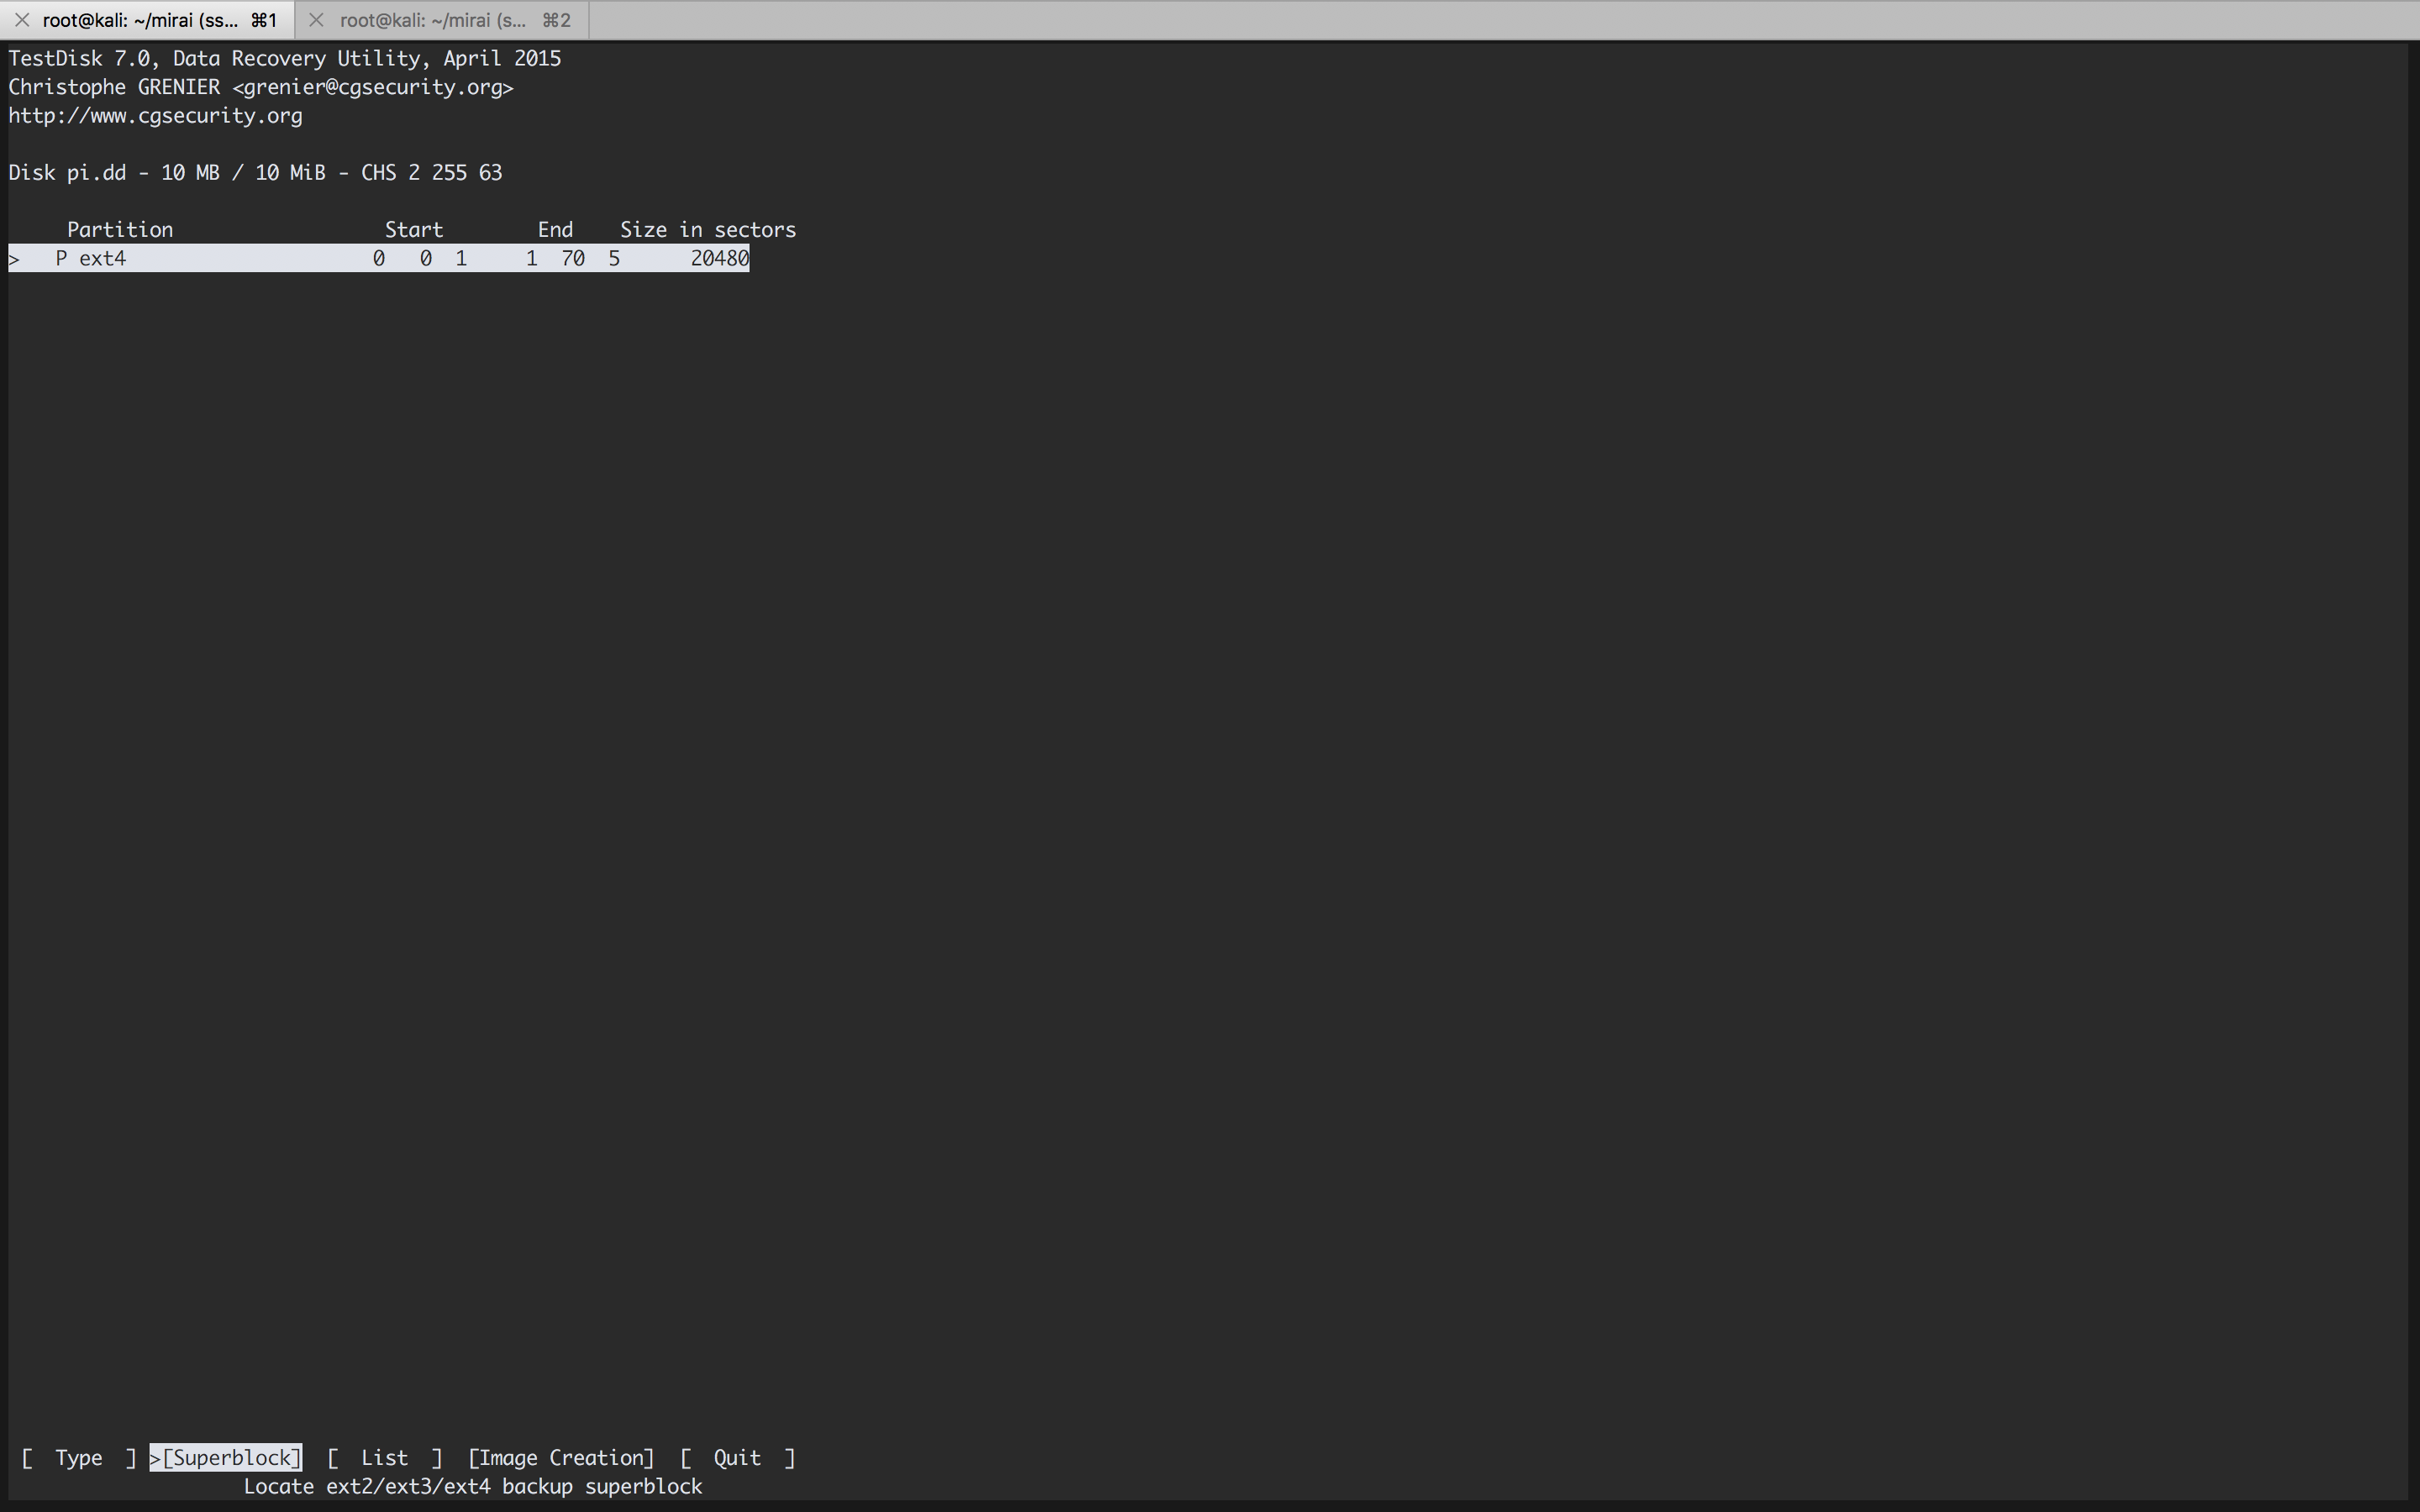 root@kali: ~/mirai (ss... ⌘1 root@kali: ~/mirai (s... ⌘2
TestDisk 7.0, Data Recovery Utility, April 2015
Christophe GRENIER <grenier@cgsecurity.org>
http://www.cgsecurity.org
Disk pi.dd - 10 MB / 10 MiB - CHS 2 255 63
Partition Start End Size in sectors
> P ext4 0 0 1 1 70 5 20480
[ Type ] >[Superblock] [ List ] [Image Creation] [ Quit ]
Locate ext2/ext3/ext4 backup superblock